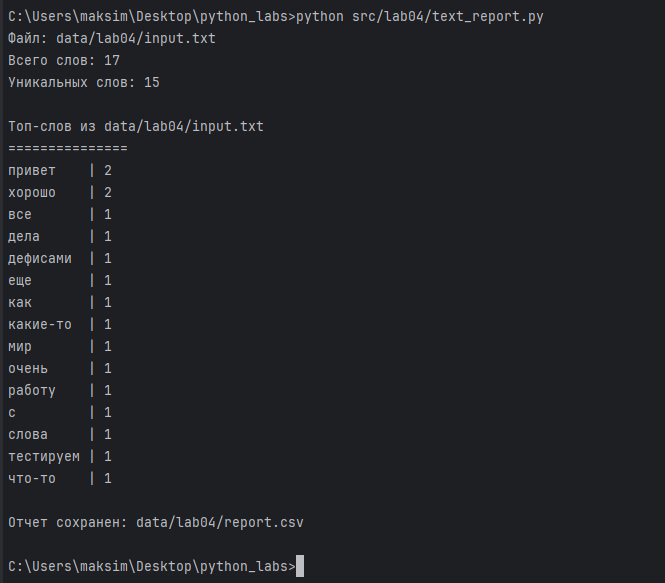 C:\Users\maksim\Desktop\python_labs>python src/lab04/text_report.py
Файл: data/lab04/input.txt
Всего слов: 17
Уникальных слов: 15
Топ-слов из data/lab04/input.txt
===============
привет    | 2
хорошо    | 2
все       | 1
дела      | 1
дефисами  | 1
еще       | 1
как       | 1
какие-то  | 1
мир       | 1
очень     | 1
работу    | 1
с         | 1
слова     | 1
тестируем | 1
что-то    | 1
Отчет сохранен: data/lab04/report.csv
C:\Users\maksim\Desktop\python_labs>